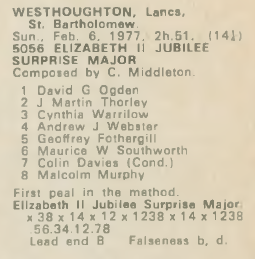 WESTHOUGHTON, Lancs,
St. Bartholomew.
Sun., Feb. 6, 1977, 2h.51. (14¼)
5056 ELIZABETH II JUBILEE
SURPRISE MAJOR
Composed by C. Middleton.
1 David G Ogden
2 J Martin Thorley
3 Cynthia Warrilow
4 Andrew J Webster
5 Geoffrey Fothergill
6 Maurice W Southworth
7 Colin Davies (Cond.)
8 Malcolm Murphy
First peal in the method.
Elizabeth II Jubilee Surprise Major:
x 38 x 14 x 12 x 1238 x 14 x 1238
.56.34.12.78
Lead end B Falseness b, d.